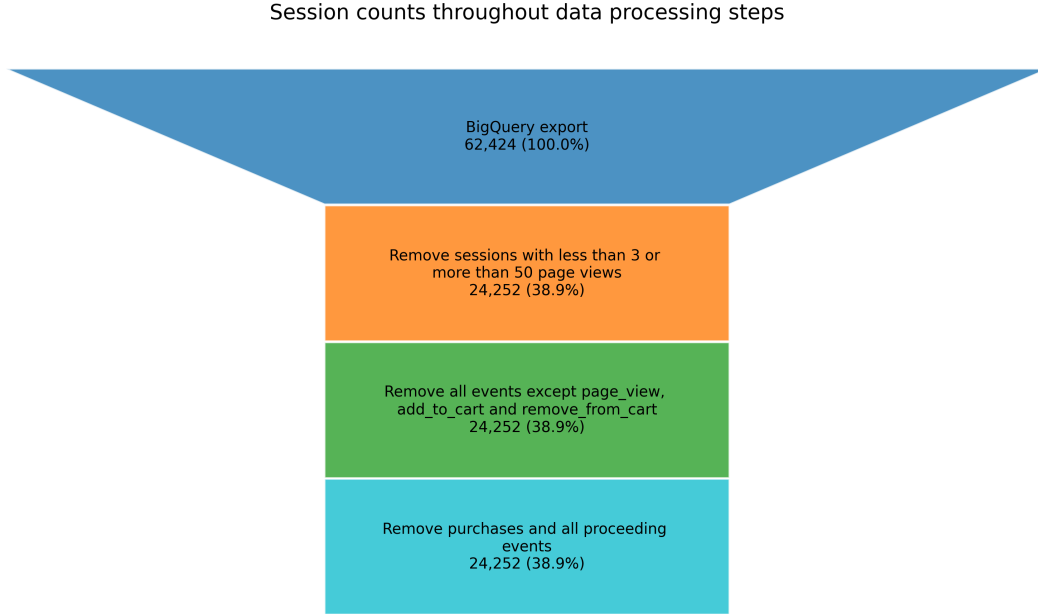 Session counts throughout data processing steps
BigQuery export
62,424 (100.0%)
Remove sessions with less than 3 or
more than 50 page views
24,252 (38.9%)
Remove all events except page_view,
add_to_cart and remove_from_cart
24,252 (38.9%)
Remove purchases and all proceeding
events
24,252 (38.9%)